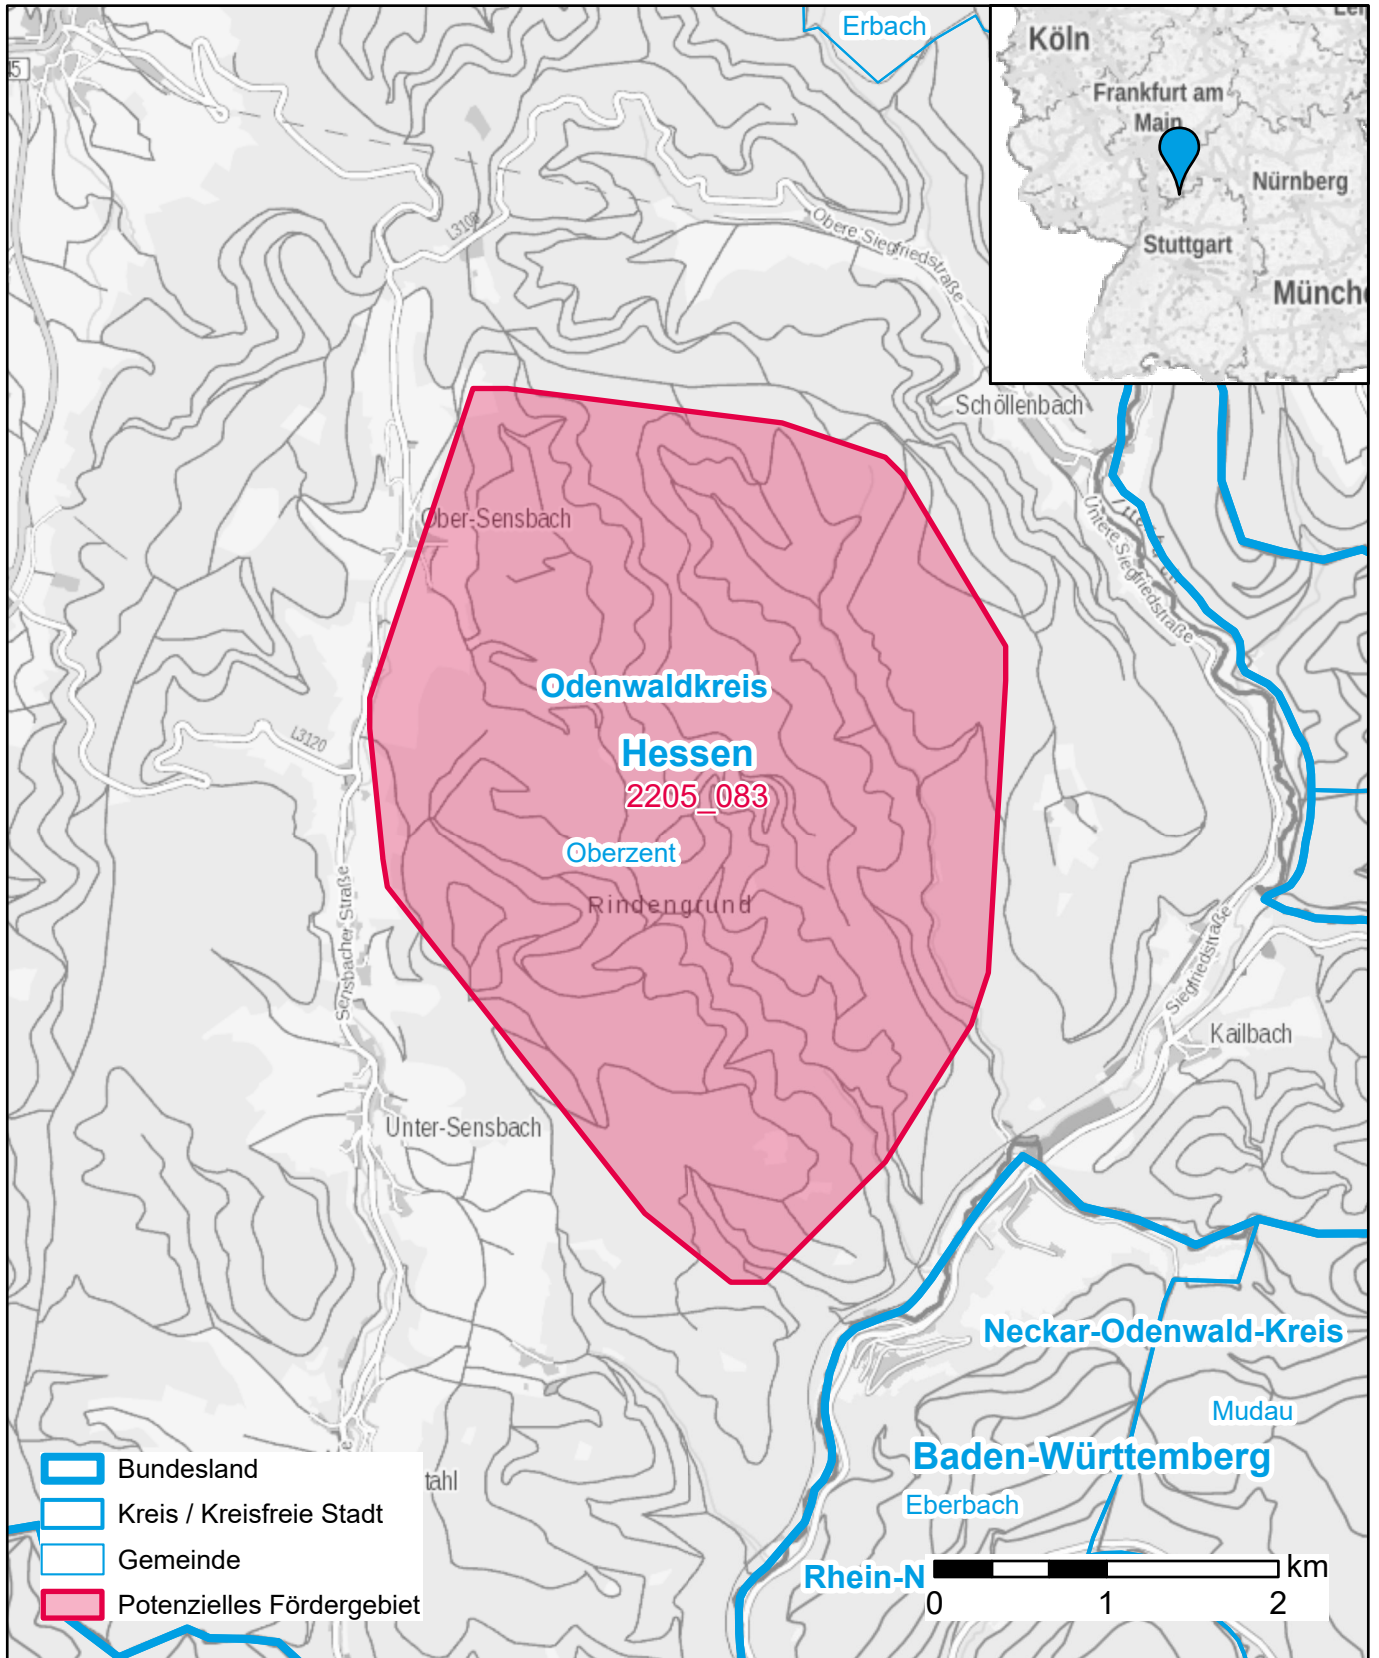 Erbach
Köln
Frankfurt am
Main
Nürnberg
Stuttgart
Münche
L3108
Obere Siegfriedstraße
Schöllenbach
Untere Siegfriedstraße
Ober-Sensbach
Odenwaldkreis
Hessen
2205_083
L3120
Oberzent
Rindengrund
Sensbacher Straße
Siegfriedstraße
Kailbach
Unter-Sensbach
Neckar-Odenwald-Kreis
Mudau
Baden-Württemberg
Eberbach
Rhein-N
tahl
Bundesland
Kreis / Kreisfreie Stadt
Gemeinde
Potenzielles Fördergebiet
km
0 1 2